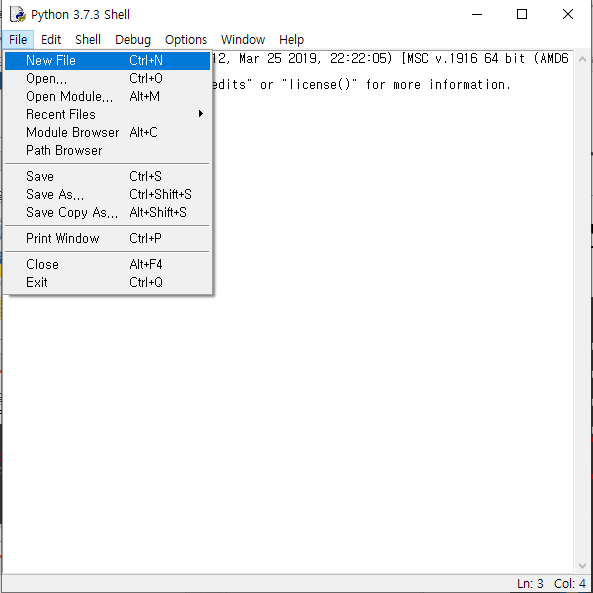 Python 3.7.3 Shell
File Edit Shell Debug Options Window Help
12, Mar 25 2019, 22:22:05) [MSC v.1916 64 bit (AMD6
edits" or "license()" for more information.
New File Ctrl+N
Open... Ctrl+O
Open Module... Alt+M
Recent Files
Module Browser Alt+C
Path Browser
Save Ctrl+S
Save As... Ctrl+Shift+S
Save Copy As... Alt+Shift+S
Print Window Ctrl+P
Close Alt+F4
Exit Ctrl+Q
Ln: 3 Col: 4